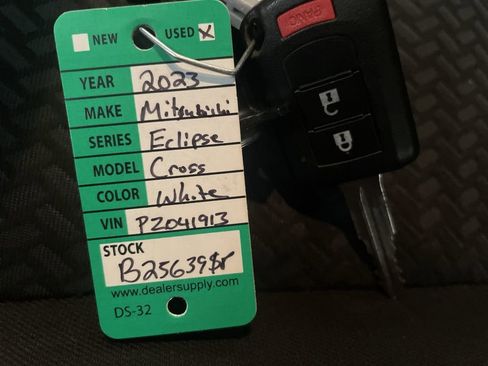 NEW USED X
YEAR 2023
MAKE Mitsubishi
SERIES Eclipse
MODEL Cross
COLOR White
VIN PZ041913
STOCK
B25639
www.dealersupply.com
DS-32
PANIC